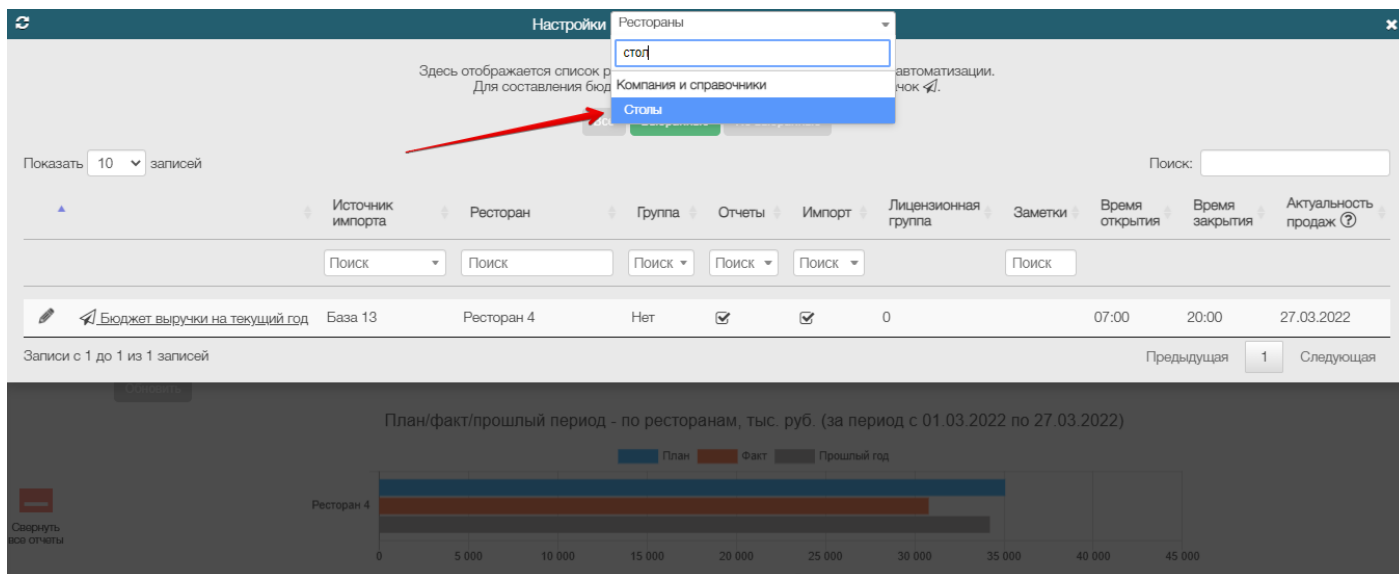 Настройки Рестораны
стол
Здесь отображается список р
автоматизации.
Компания и справочники
Для составления бюд
чок
Столы
Показать 10 записей
Поиск:
Источник импорта
Ресторан
Группа
Отчеты
Импорт
Лицензионная группа
Заметки
Время открытия
Время закрытия
Актуальность продаж ?
Поиск Поиск Поиск Поиск Поиск Поиск
Бюджет выручки на текущий год База 13 Ресторан 4 Нет 0 07:00 20:00 27.03.2022
Записи с 1 до 1 из 1 записей
Предыдущая 1 Следующая
Обновить
План/факт/прошлый период - по ресторанам, тыс. руб. (за период с 01.03.2022 по 27.03.2022)
План Факт Прошлый год
Ресторан 4
Свернуть
все отчеты
0 5 000 10 000 15 000 20 000 25 000 30 000 35 000 40 000 45 000